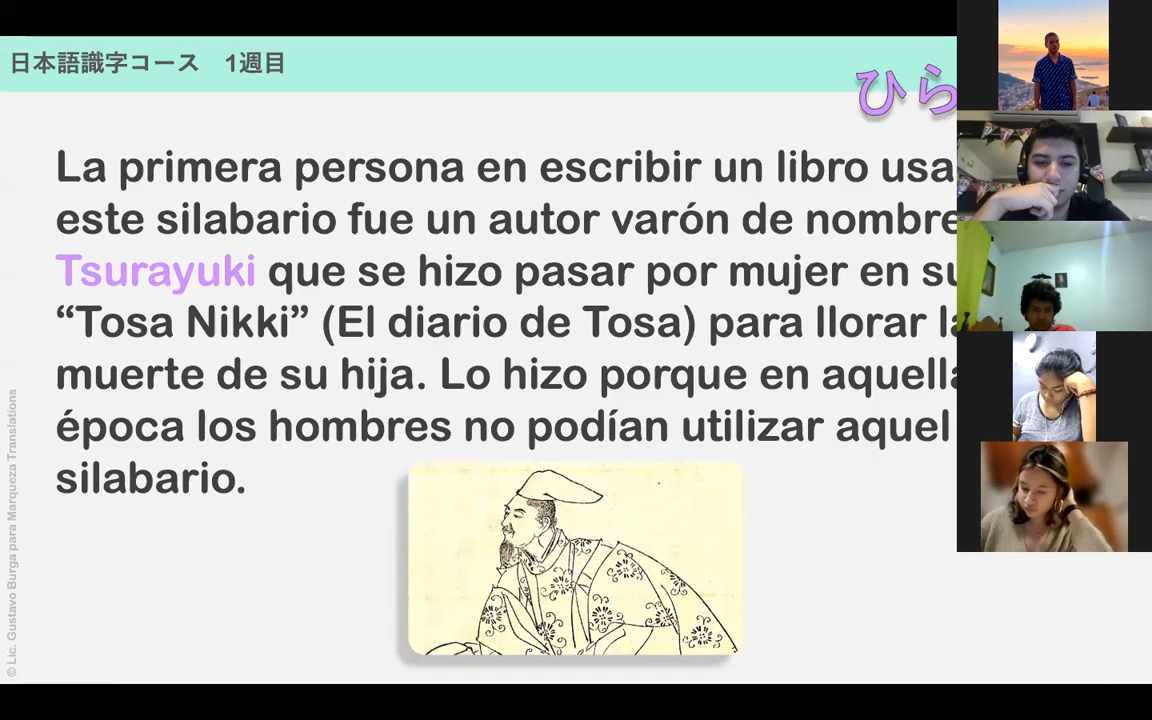 日本語識字コース　1週目
ひら
La primera persona en escribir un libro usa
este silabario fue un autor varón de nombre
Tsurayuki que se hizo pasar por mujer en su
“Tosa Nikki” (El diario de Tosa) para llorar la
muerte de su hija. Lo hizo porque en aquella
época los hombres no podían utilizar aquel
silabario.
© Lic. Gustavo Burga para Marqueza Translations